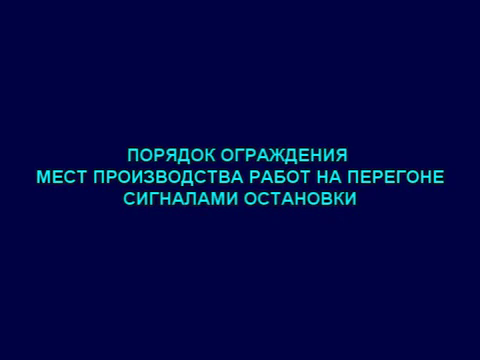 ПОРЯДОК ОГРАЖДЕНИЯ
МЕСТ ПРОИЗВОДСТВА РАБОТ НА ПЕРЕГОНЕ
СИГНАЛАМИ ОСТАНОВКИ